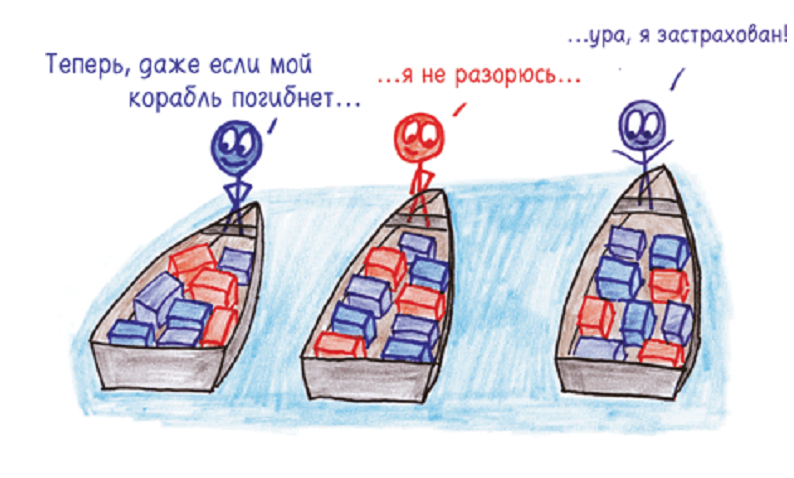 Теперь, даже если мой
корабль погибнет...
...я не разорюсь...
...ура, я застрахован!